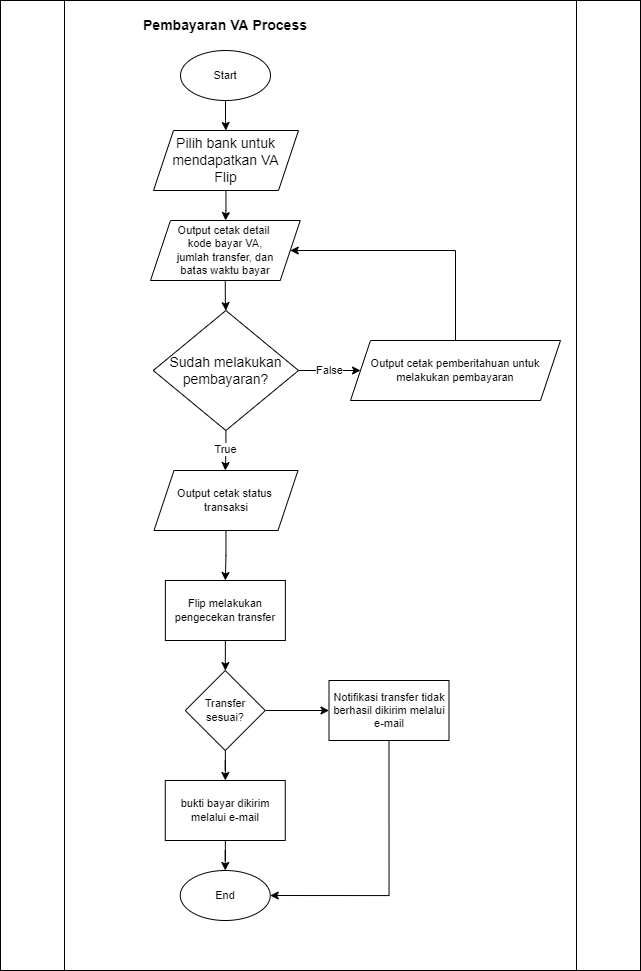 Pembayaran VA Process
Start
Pilih bank untuk
mendapatkan VA
Flip
Output cetak detail
kode bayar VA,
jumlah transfer, dan
batas waktu bayar
Sudah melakukan
pembayaran?
False
Output cetak pemberitahuan untuk
melakukan pembayaran
True
Output cetak status
transaksi
Flip melakukan
pengecekan transfer
Transfer
sesuai?
Notifikasi transfer tidak
berhasil dikirim melalui
e-mail
bukti bayar dikirim
melalui e-mail
End